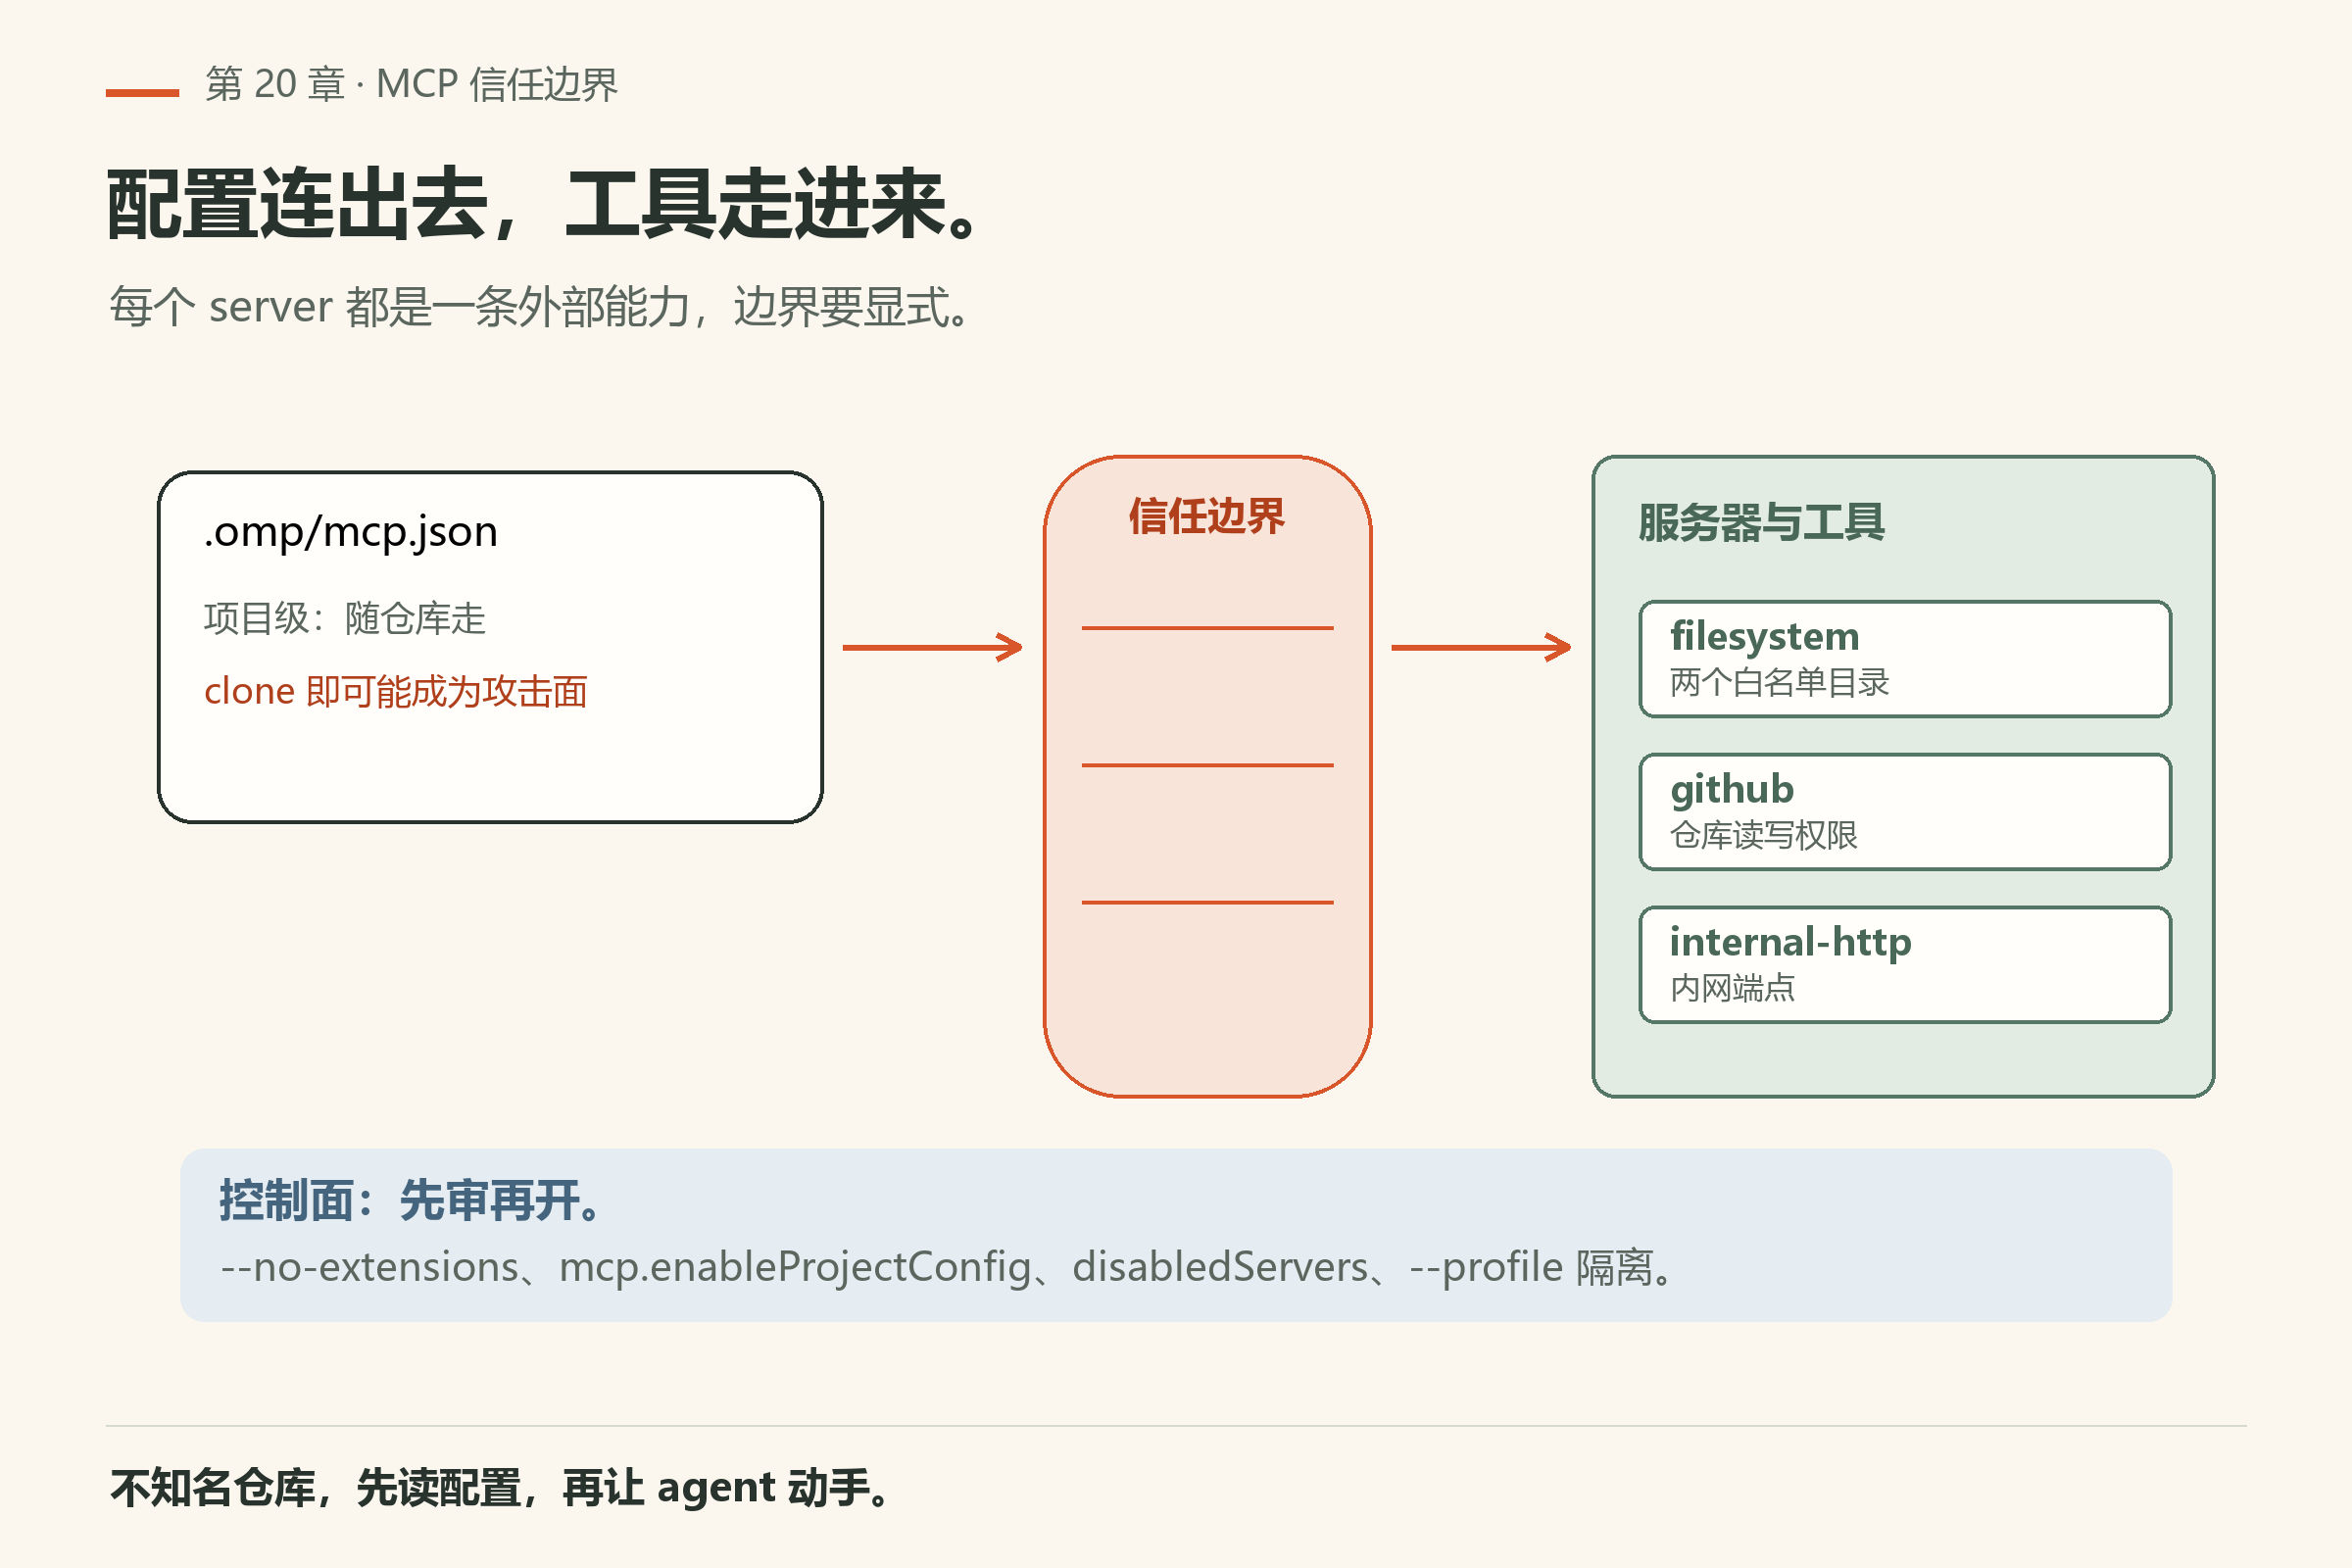 第 20 章 · MCP 信任边界
配置连出去，工具走进来。
每个 server 都是一条外部能力，边界要显式。
.omp/mcp.json
项目级：随仓库走
clone 即可能成为攻击面
信任边界
服务器与工具
filesystem
两个白名单目录
github
仓库读写权限
internal-http
内网端点
控制面：先审再开。
--no-extensions、mcp.enableProjectConfig、disabledServers、--profile 隔离。
不知名仓库，先读配置，再让 agent 动手。